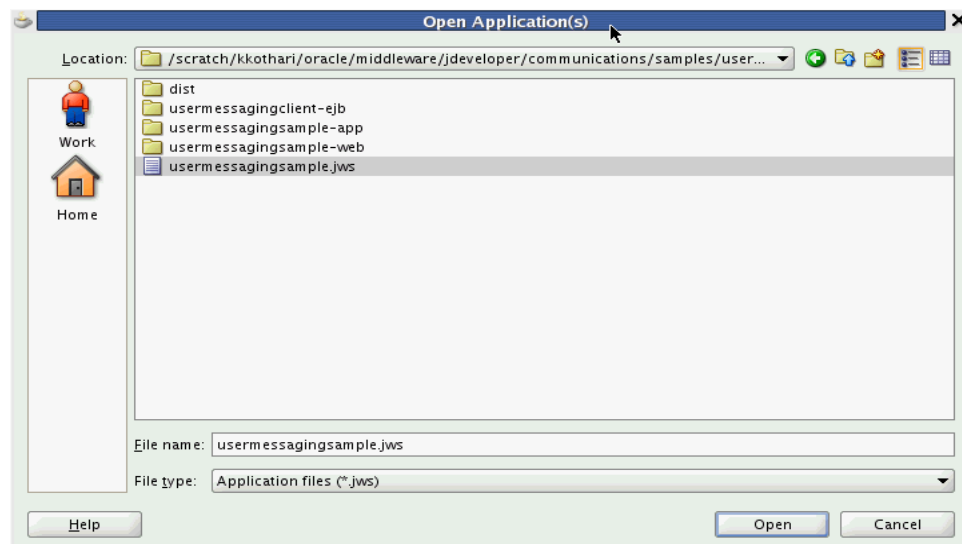 Open Application(s)
Location: /scratch/kkothari/oracle/middleware/jdeveloper/communications/samples/user...
Work
Home
dist
usermessagingclient-ejb
usermessagingsample-app
usermessagingsample-web
usermessagingsample.jws
File name: usermessagingsample.jws
File type: Application files (*.jws)
Help Open Cancel